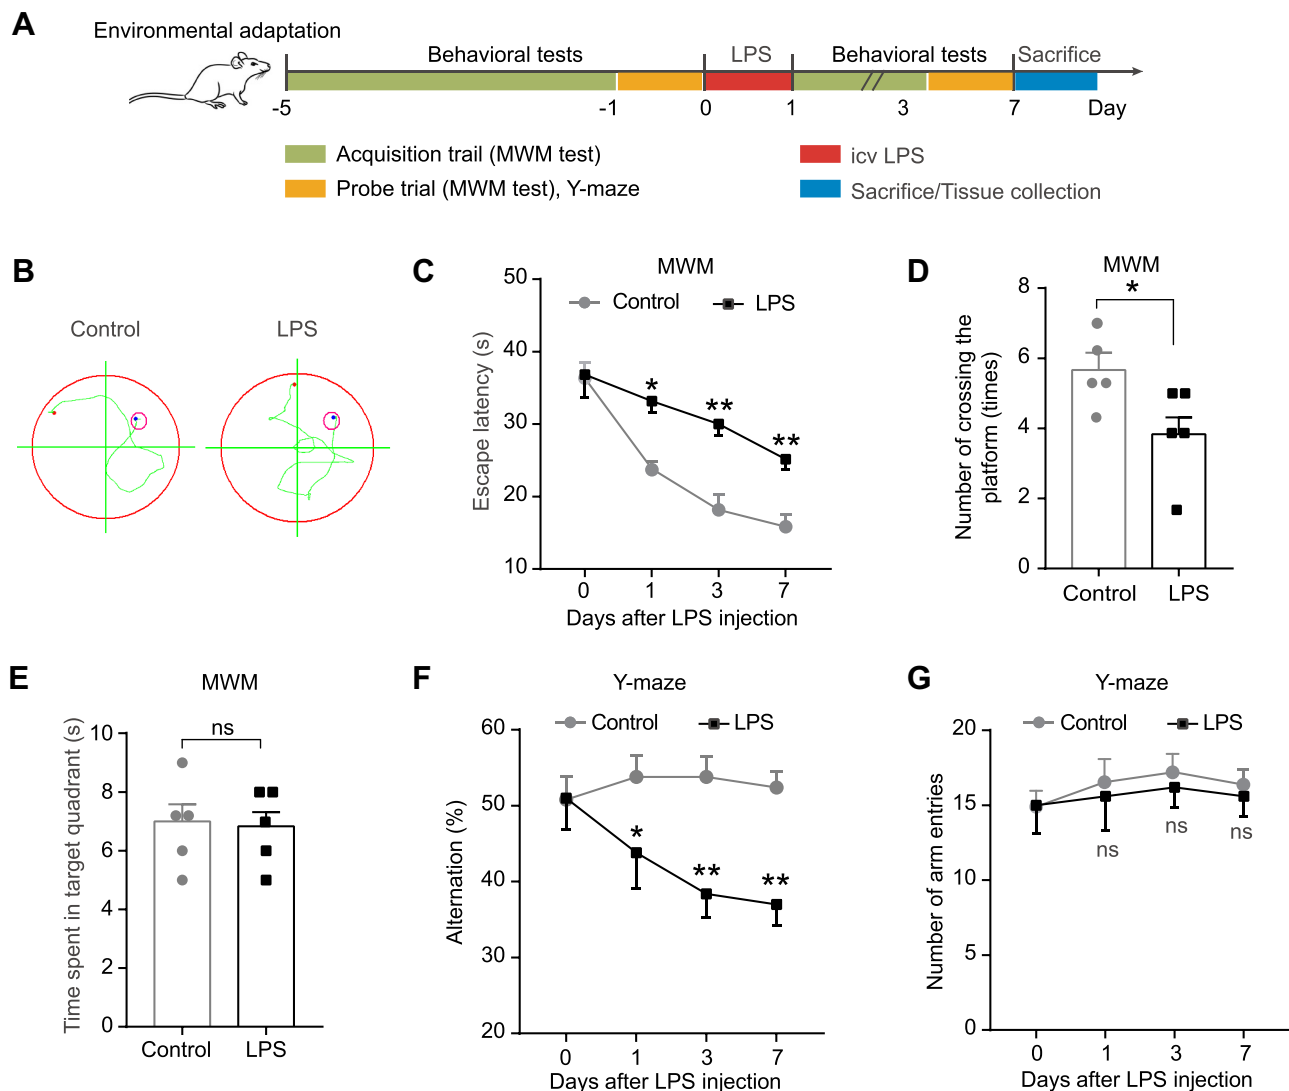 A
Environmental adaptation
Behavioral tests
LPS
Behavioral tests
Sacrifice
-5
-1
0
1
3
7
Day
Acquisition trail (MWM test)
icv LPS
Probe trial (MWM test), Y-maze
Sacrifice/Tissue collection
B
Control
LPS
C
MWM
Control
LPS
Escape latency (s)
50
40
30
20
10
*
**
**
0
1
3
7
Days after LPS injection
D
MWM
*
Number of crossing the
platform (times)
8
6
4
2
0
Control
LPS
E
MWM
ns
Time spent in target quadrant (s)
10
8
6
4
2
0
Control
LPS
F
Y-maze
Control
LPS
Alternation (%)
60
50
40
30
20
*
**
**
0
1
3
7
Days after LPS injection
G
Y-maze
Control
LPS
Number of arm entries
20
15
10
5
0
ns
ns
ns
0
1
3
7
Days after LPS injection